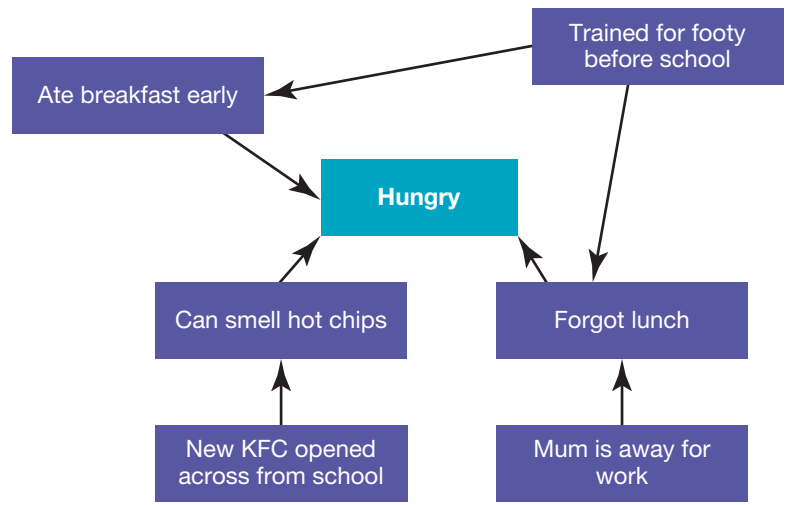 Trained for footy
before school
Ate breakfast early
Hungry
Can smell hot chips
Forgot lunch
New KFC opened
across from school
Mum is away for
work